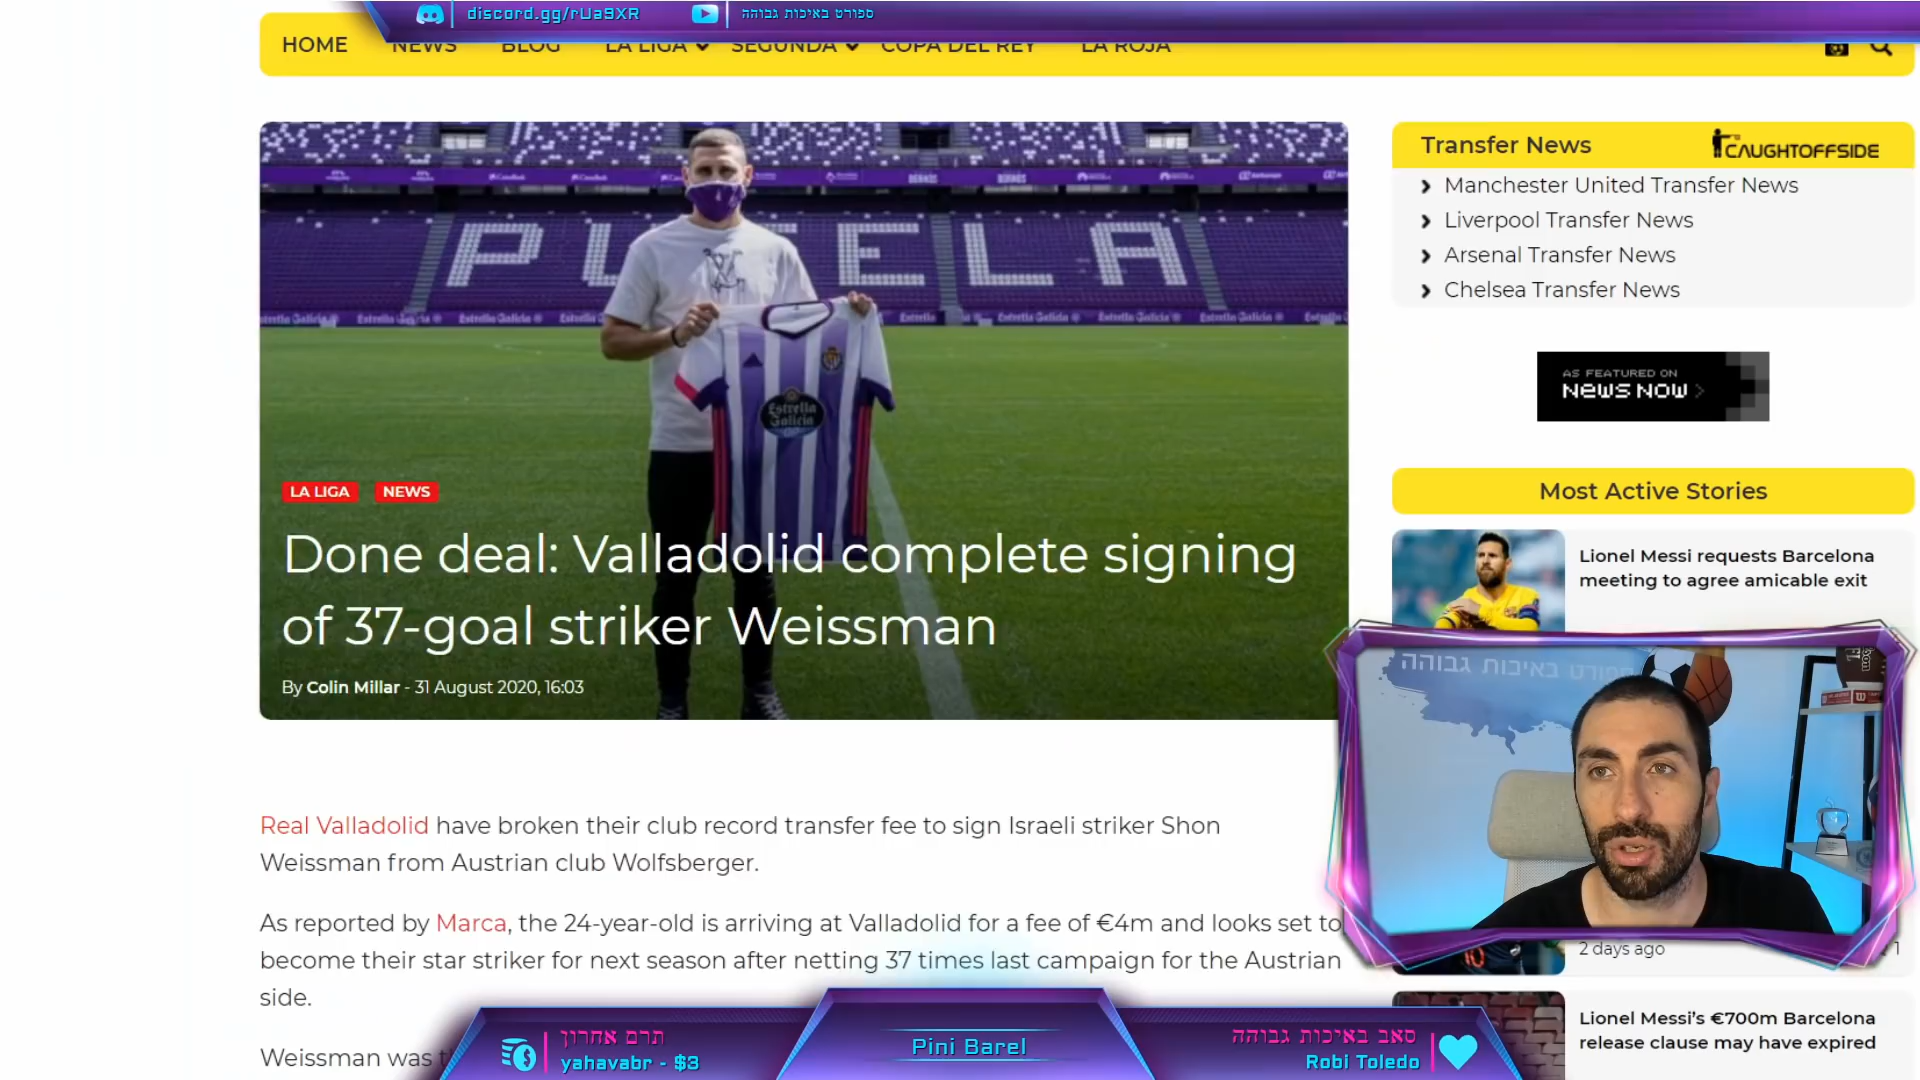 discord.gg/rUa9XR
ספורט באיכות גבוהה
HOME
NEWS
BLOG
LA LIGA
SEGUNDA
COPA DEL REY
LA ROJA
LA LIGA
NEWS
Done deal: Valladolid complete signing
of 37-goal striker Weissman
By Colin Millar - 31 August 2020, 16:03
Estrella
Galicia
Real Valladolid have broken their club record transfer fee to sign Israeli striker Shon
Weissman from Austrian club Wolfsberger.
As reported by Marca, the 24-year-old is arriving at Valladolid for a fee of €4m and looks set to
become their star striker for next season after netting 37 times last campaign for the Austrian
side.
Weissman was
Transfer News
CAUGHTOFFSIDE
Manchester United Transfer News
Liverpool Transfer News
Arsenal Transfer News
Chelsea Transfer News
AS FEATURED ON
NEWS NOW
Most Active Stories
Lionel Messi requests Barcelona
meeting to agree amicable exit
ספורט באיכות גבוהה
2 days ago
1
Lionel Messi's €700m Barcelona
release clause may have expired
תרם אחרון
yahavabr - $3
Pini Barel
סאב באיכות גבוהה
Robi Toledo